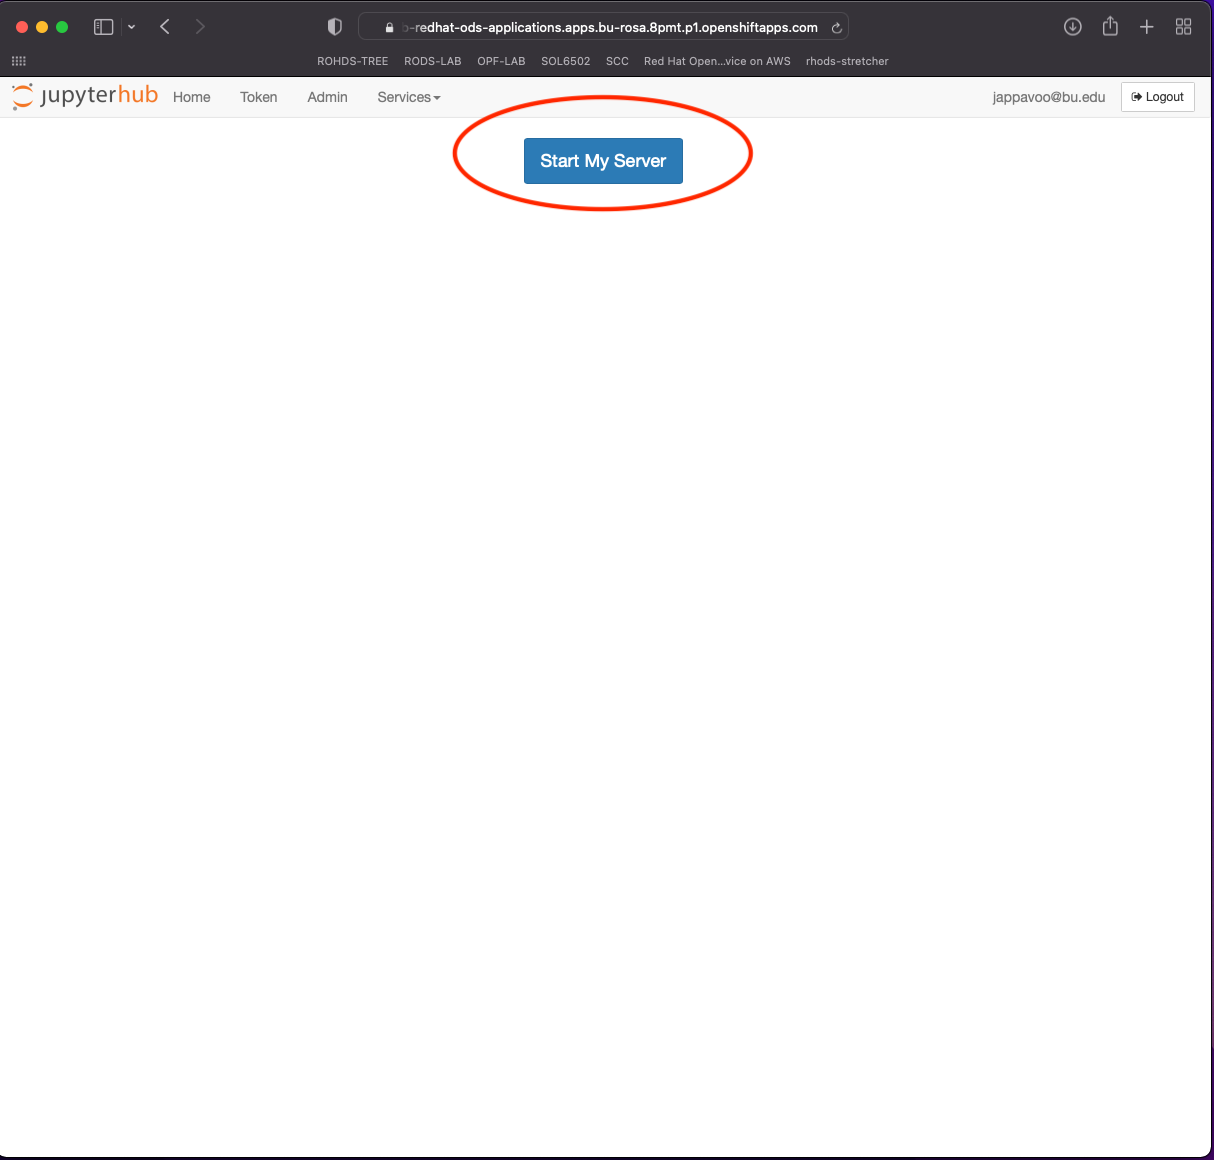 -redhat-ods-applications.apps.bu-rosa.8pmt.p1.openshiftapps.com
ROHDS-TREE RODS-LAB OPF-LAB SOL6502 SCC Red Hat Open...vice on AWS rhods-stretcher
jupyterhub Home Token Admin Services jappavoo@bu.edu Logout
Start My Server